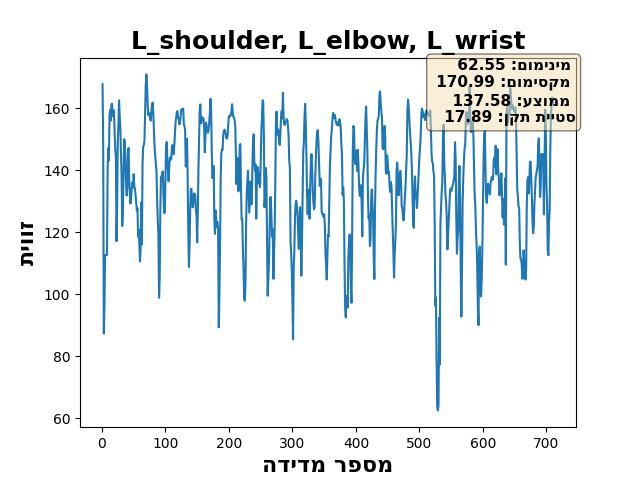 L_shoulder, L_elbow, L_wrist
מינימום: 62.55
מקסימום: 170.99
ממוצע: 137.58
סטיית תקן: 17.89
זווית
160
140
120
100
80
60
0 100 200 300 400 500 600 700
מספר מדידה